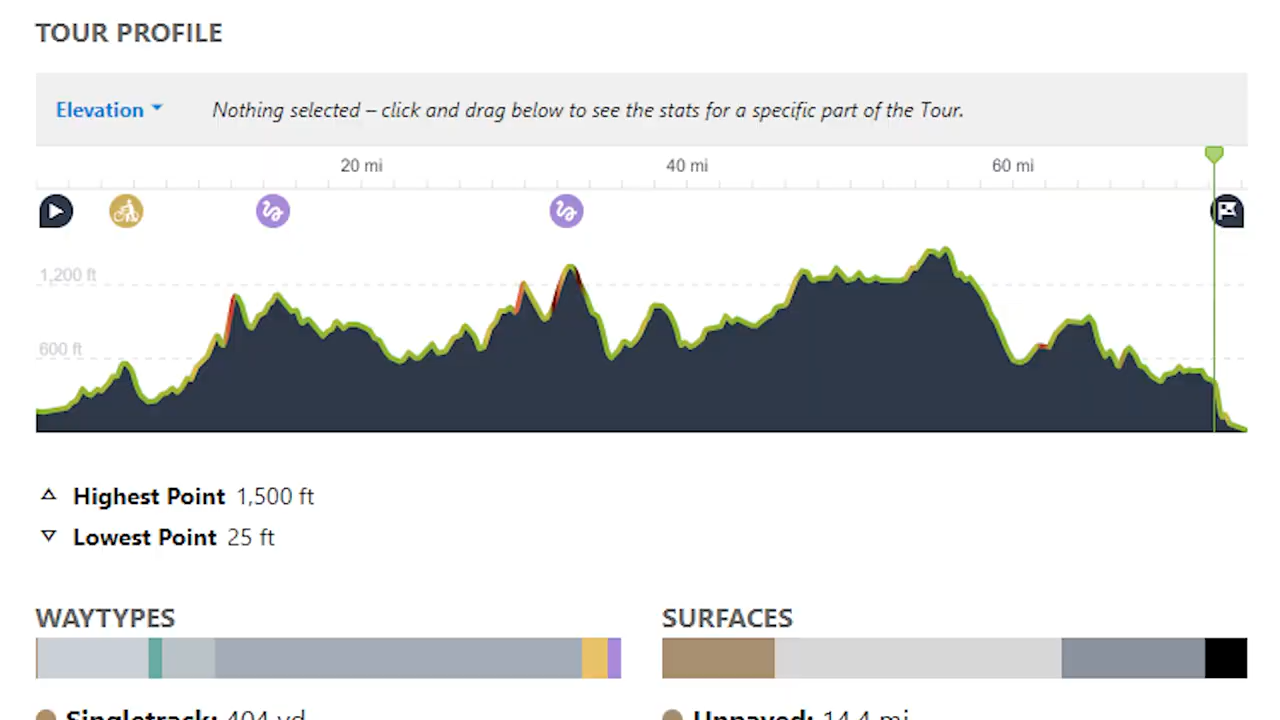 TOUR PROFILE
Elevation
Nothing selected – click and drag below to see the stats for a specific part of the Tour.
20 mi 40 mi 60 mi
1,200 ft
600 ft
Highest Point 1,500 ft
Lowest Point 25 ft
WAYTYPES SURFACES
Singletrack: 404 yd Unpaved: 14.4 mi